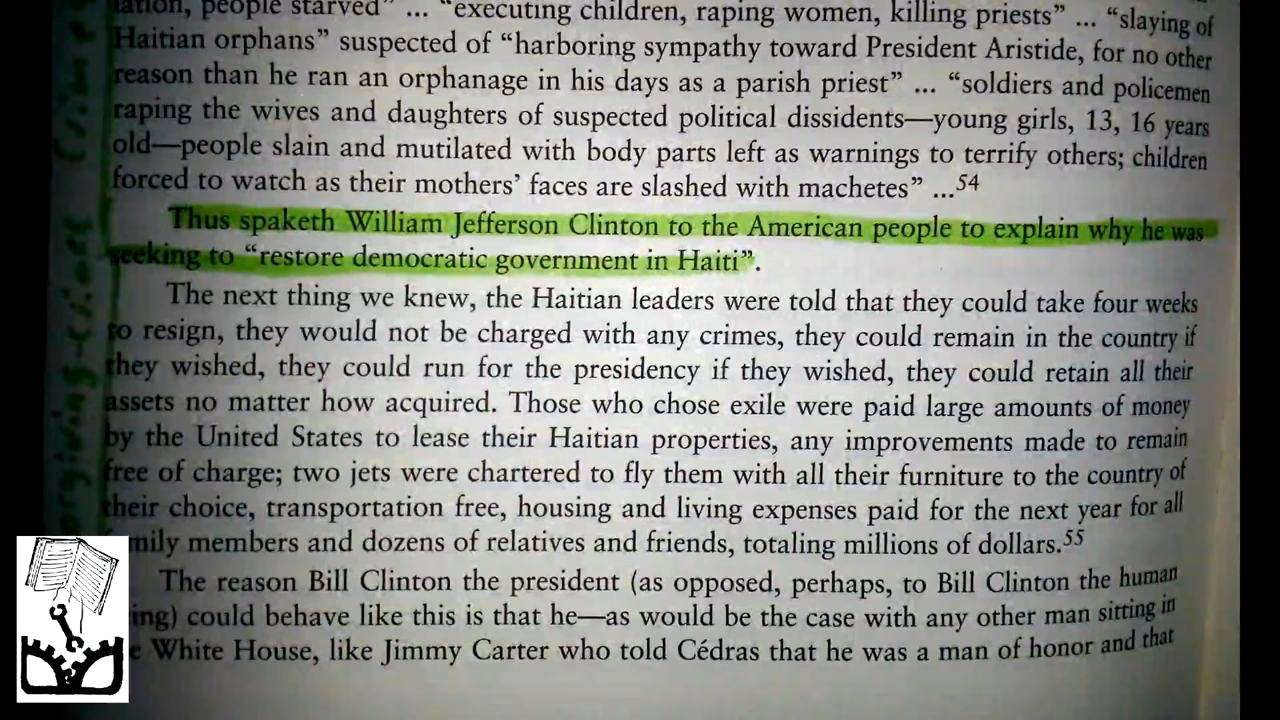 lation, people starved” ... “executing children, raping women, killing priests” ... “slaying of
Haitian orphans” suspected of “harboring sympathy toward President Aristide, for no other
reason than he ran an orphanage in his days as a parish priest” ... “soldiers and policemen
raping the wives and daughters of suspected political dissidents—young girls, 13, 16 years
old—people slain and mutilated with body parts left as warnings to terrify others; children
forced to watch as their mothers’ faces are slashed with machetes” ...54
Thus spaketh William Jefferson Clinton to the American people to explain why he was
seeking to “restore democratic government in Haiti”.
The next thing we knew, the Haitian leaders were told that they could take four weeks
to resign, they would not be charged with any crimes, they could remain in the country if
they wished, they could run for the presidency if they wished, they could retain all their
assets no matter how acquired. Those who chose exile were paid large amounts of money
by the United States to lease their Haitian properties, any improvements made to remain
free of charge; two jets were chartered to fly them with all their furniture to the country of
their choice, transportation free, housing and living expenses paid for the next year for all
mily members and dozens of relatives and friends, totaling millions of dollars.55
The reason Bill Clinton the president (as opposed, perhaps, to Bill Clinton the human
ing) could behave like this is that he—as would be the case with any other man sitting in
White House, like Jimmy Carter who told Cédras that he was a man of honor and that